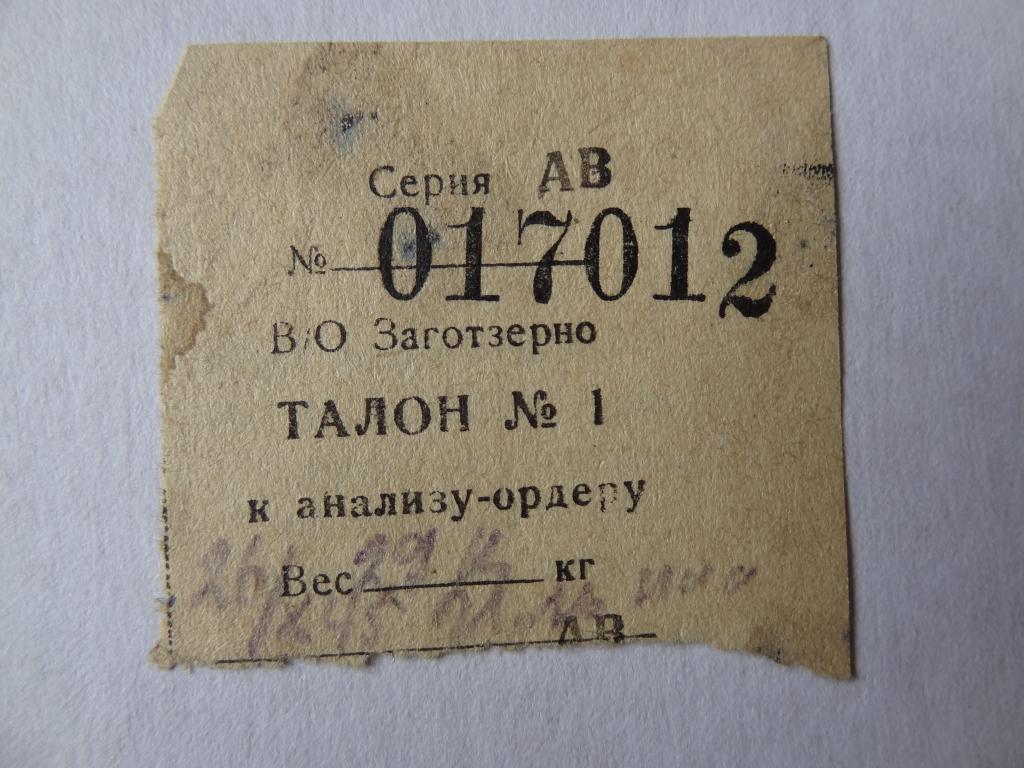 Серия АВ
№ 017012
В/О Заготзерно
ТАЛОН № 1
к анализу-ордеру
Вес кг
АВ